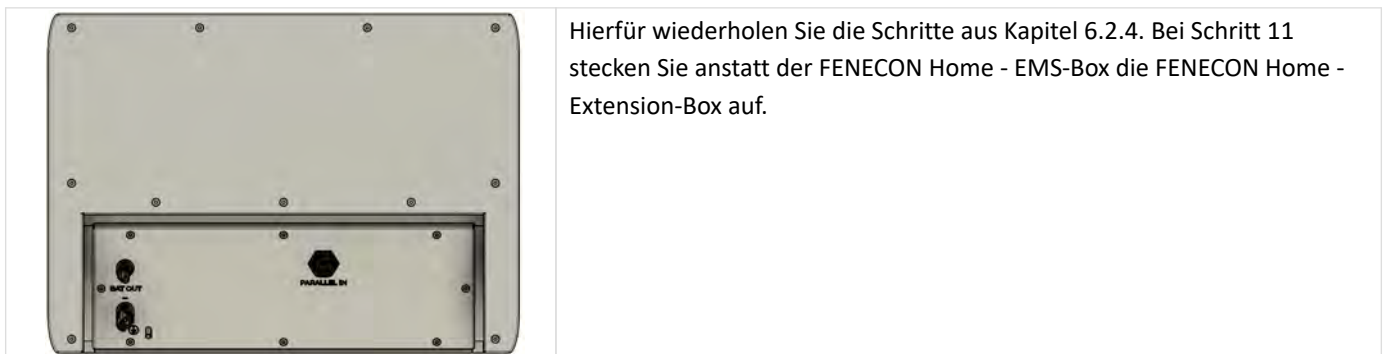 Hierfür wiederholen Sie die Schritte aus Kapitel 6.2.4. Bei Schritt 11
stecken Sie anstatt der FENECON Home - EMS-Box die FENECON Home -
Extension-Box auf.
BAT OUT
PARALLEL IN